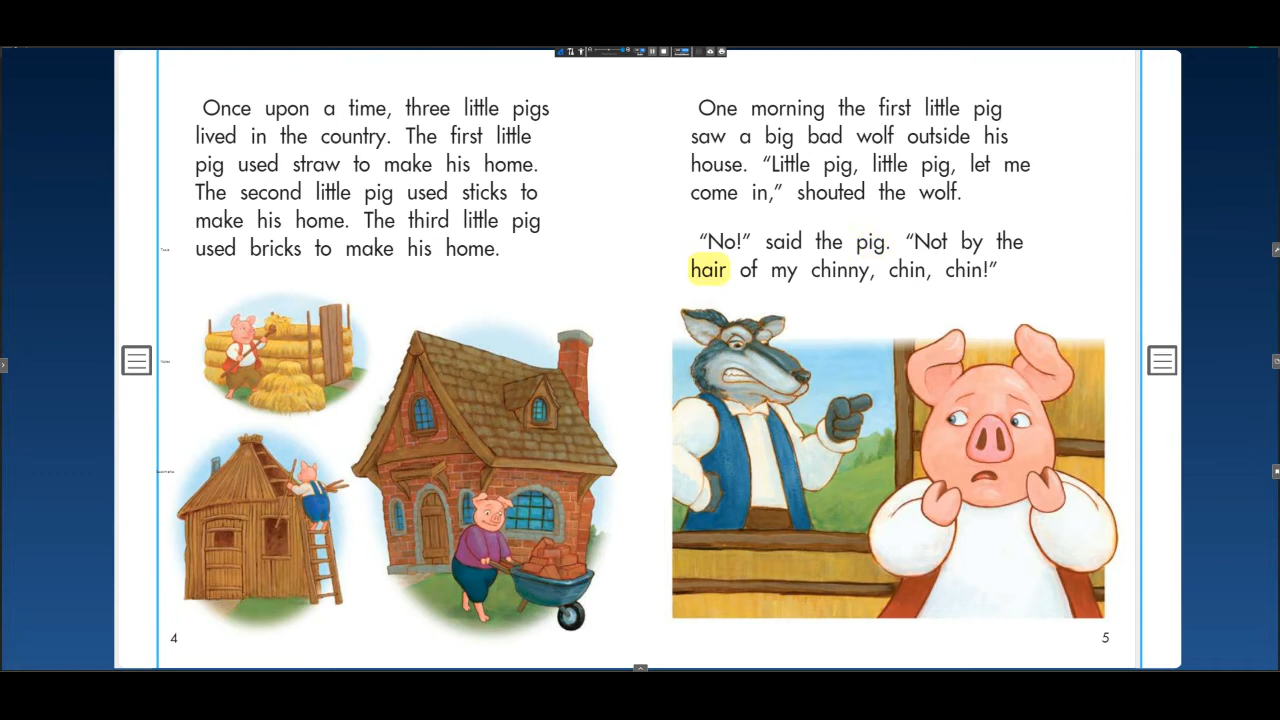 Once upon a time, three little pigs
lived in the country. The first little
pig used straw to make his home.
The second little pig used sticks to
make his home. The third little pig
used bricks to make his home.
4
One morning the first little pig
saw a big bad wolf outside his
house. “Little pig, little pig, let me
come in,” shouted the wolf.
“No!” said the pig. “Not by the
hair of my chinny, chin, chin!”
5